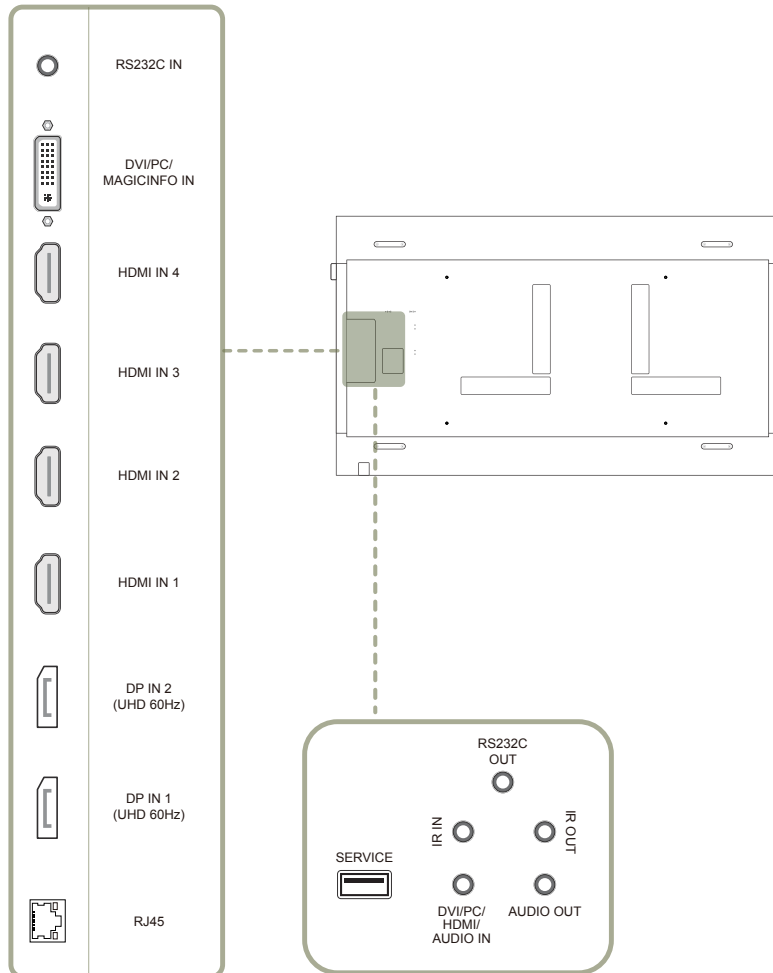 RS232C IN
DVI/PC/
MAGICINFO IN
HDMI IN 4
HDMI IN 3
HDMI IN 2
HDMI IN 1
DP IN 2
(UHD 60Hz)
DP IN 1
(UHD 60Hz)
RJ45
RS232C
OUT
IR IN
IR OUT
SERVICE
DVI/PC/
HDMI/
AUDIO IN
AUDIO OUT